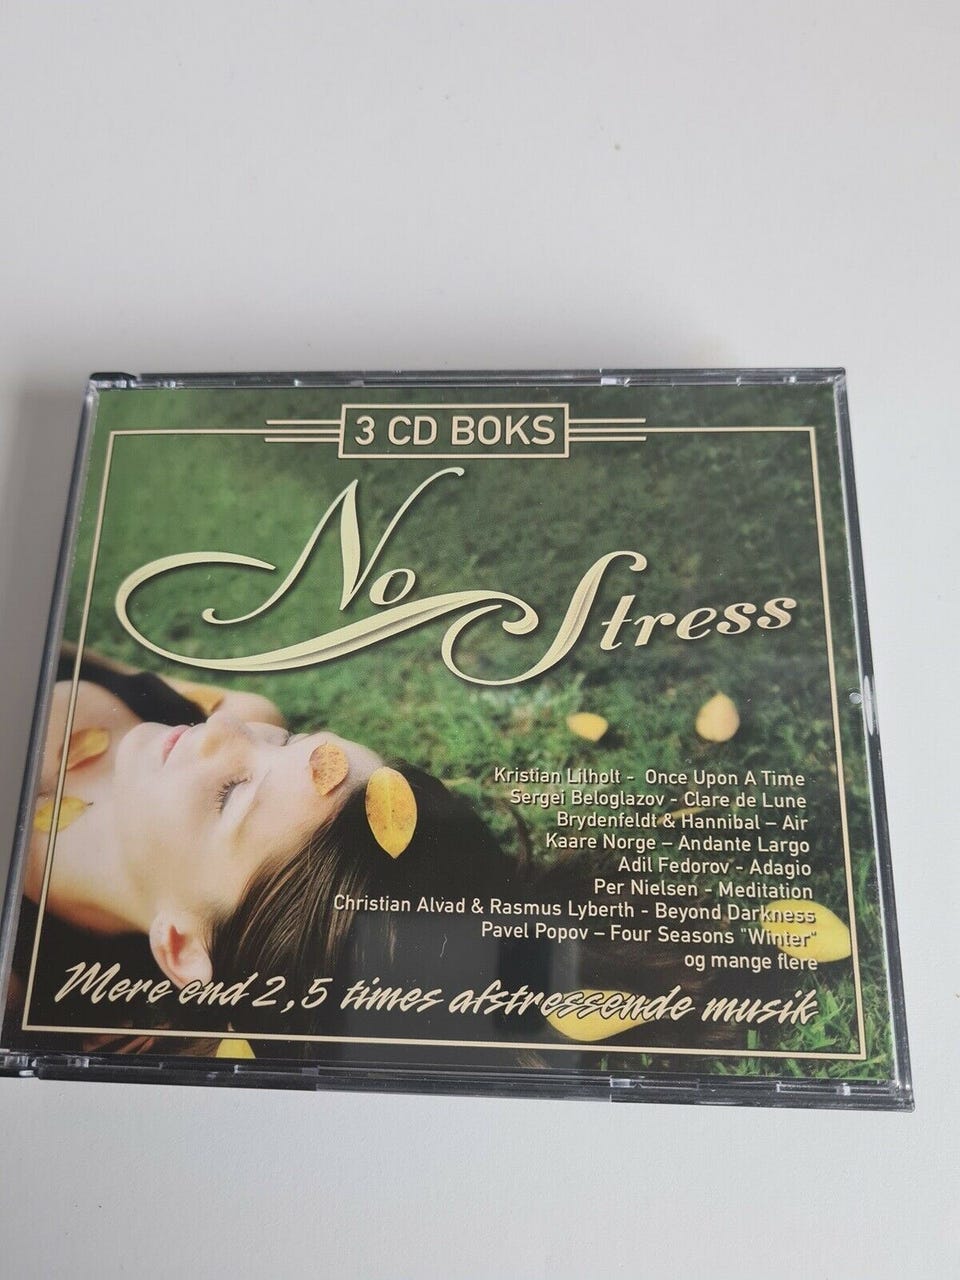 3 CD BOKS
No Stress
Kristian Lilholt - Once Upon A Time
Sergei Beloglazov - Clare de Lune
Brydenfeldt & Hannibal – Air
Kaare Norge – Andante Largo
Adil Fedorov - Adagio
Per Nielsen - Meditation
Christian Alvad & Rasmus Lyberth - Beyond Darkness
Pavel Popov – Four Seasons "Winter"
og mange flere
Mere end 2,5 times afstressende musik